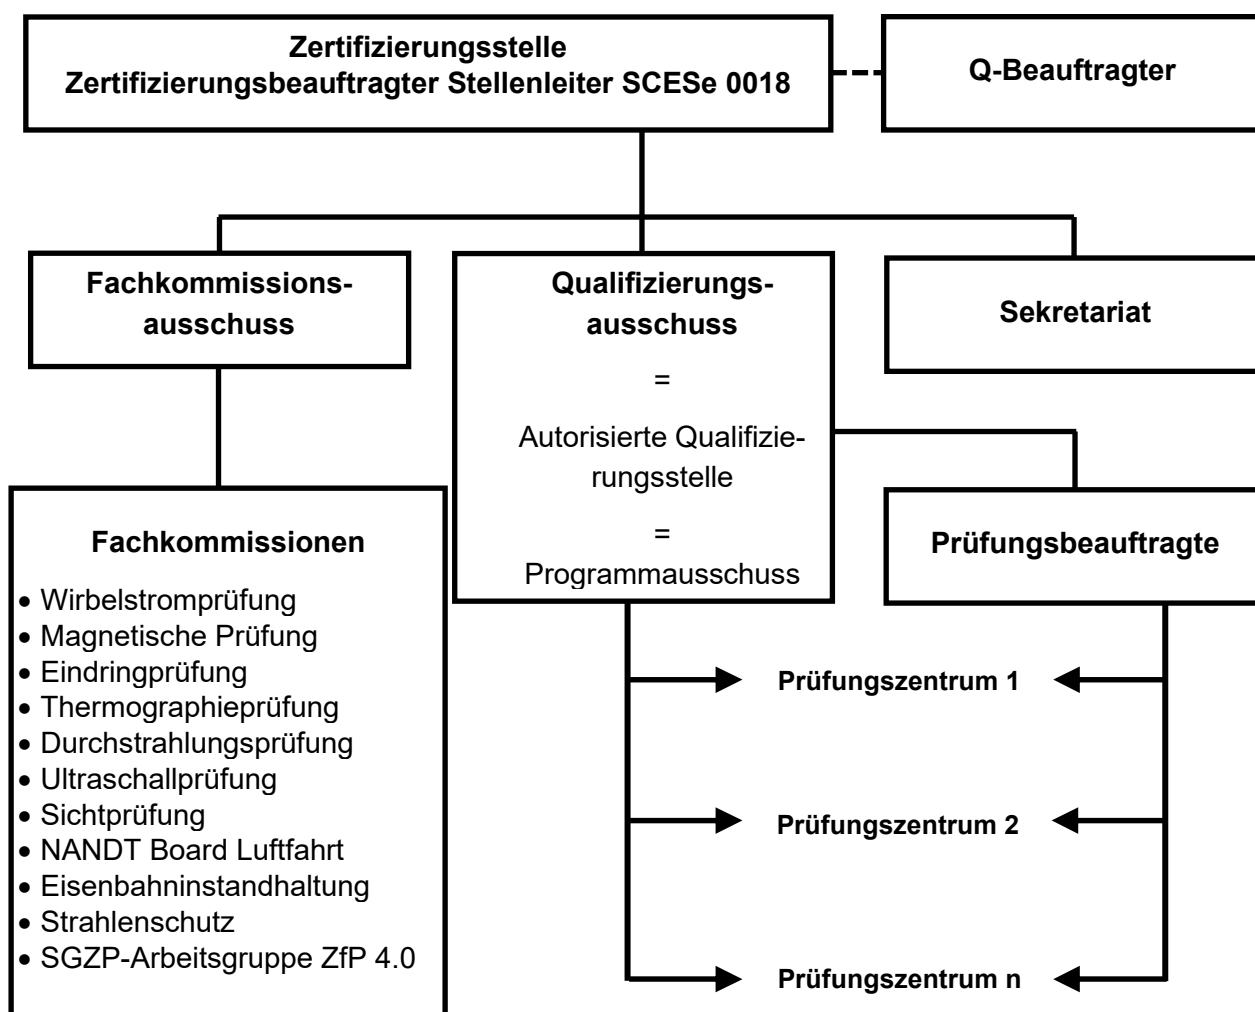 Zertifizierungsstelle
Zertifizierungsbeauftragter Stellenleiter SCESe 0018
Q-Beauftragter
Fachkommissions-
ausschuss
Qualifizierungs-
ausschuss
=
Autorisierte Qualifizie-
rungsstelle
=
Programmausschuss
Sekretariat
Prüfungsbeauftragte
Fachkommissionen
• Wirbelstromprüfung
• Magnetische Prüfung
• Eindringprüfung
• Thermographieprüfung
• Durchstrahlungsprüfung
• Ultraschallprüfung
• Sichtprüfung
• NANDT Board Luftfahrt
• Eisenbahninstandhaltung
• Strahlenschutz
• SGZP-Arbeitsgruppe ZfP 4.0
Prüfungszentrum 1
Prüfungszentrum 2
Prüfungszentrum n